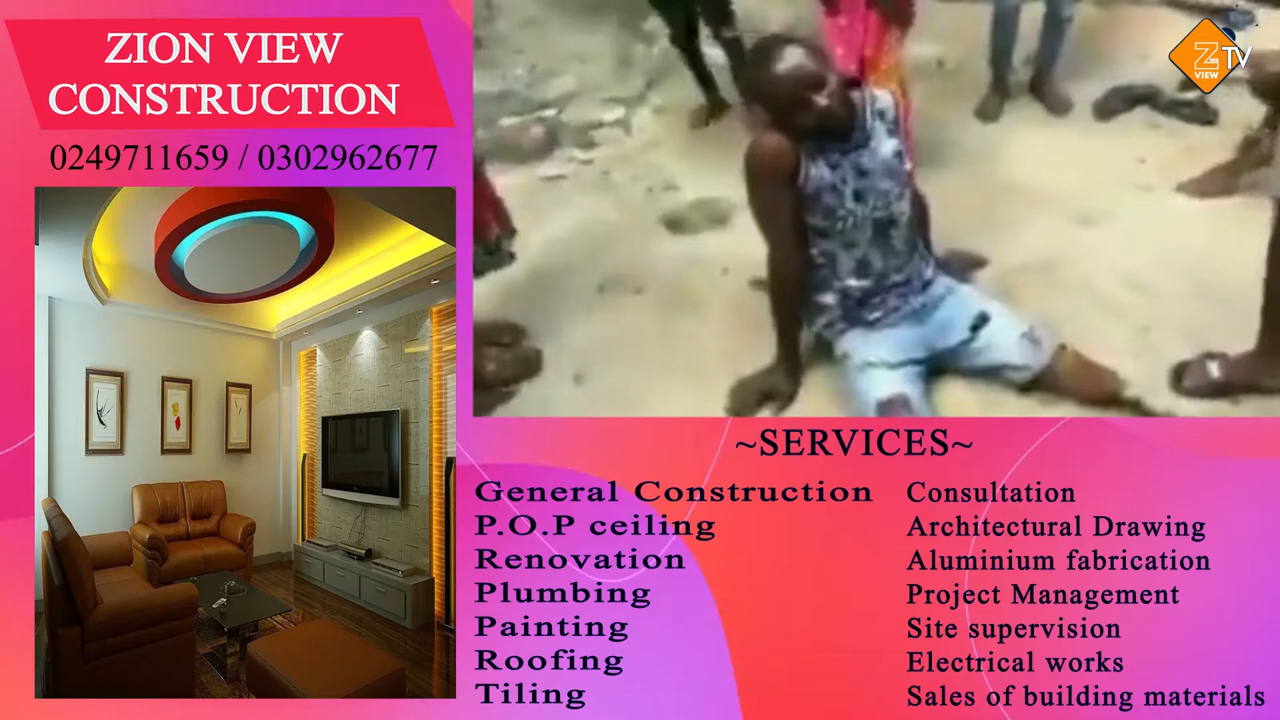 ZION VIEW
CONSTRUCTION
0249711659 / 0302962677
Z TV
VIEW
~SERVICES~
General Construction
P.O.P ceiling
Renovation
Plumbing
Painting
Roofing
Tiling
Consultation
Architectural Drawing
Aluminium fabrication
Project Management
Site supervision
Electrical works
Sales of building materials